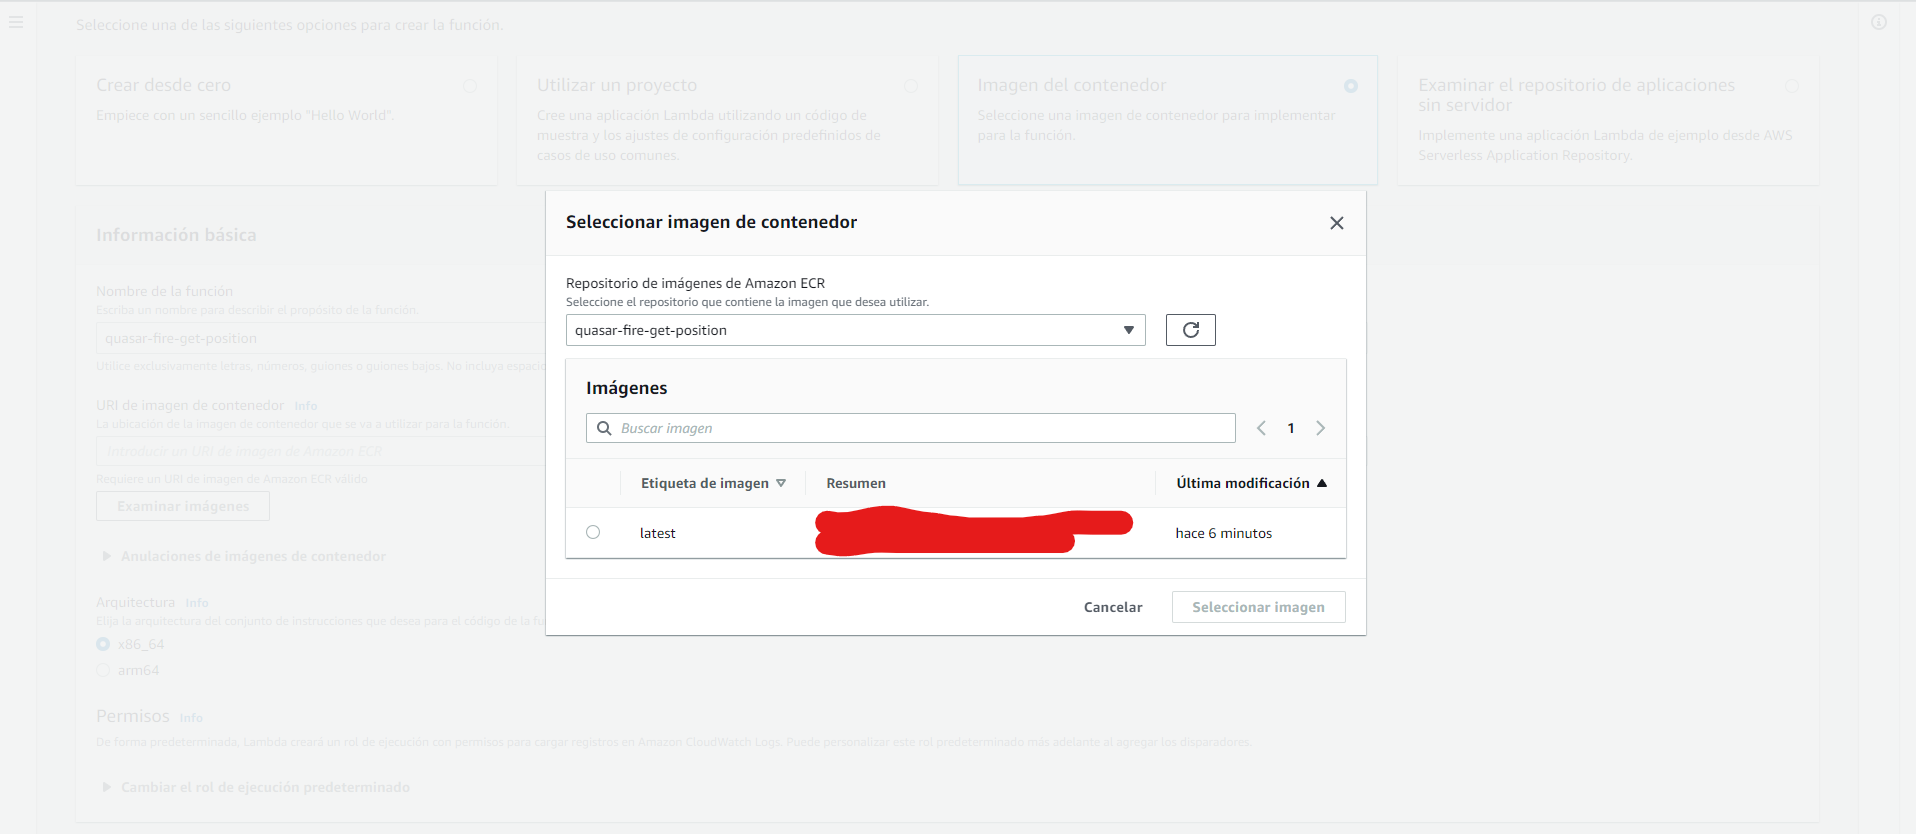 Seleccione una de las siguientes opciones para crear la función.
Crear desde cero
Empiece con un sencillo ejemplo "Hello World".
Utilizar un proyecto
Cree una aplicación Lambda utilizando un código de
muestra y los ajustes de configuración predefinidos de
casos de uso comunes.
Imagen del contenedor
Seleccione una imagen de contenedor para implementar
para la función.
Examinar el repositorio de aplicaciones
sin servidor
Implemente una aplicación Lambda de ejemplo desde AWS
Serverless Application Repository.
Información básica
Nombre de la función
Escriba un nombre para describir el propósito de la función.
quasar-fire-get-position
Utilice exclusivamente letras, números, guiones o guiones bajos. No incluya espacio
URI de imagen de contenedor Info
La ubicación de la imagen de contenedor que se va a utilizar para la función.
Introducir un URI de imagen de Amazon ECR
Requiere un URI de imagen de Amazon ECR válido
Examinar imágenes
Anulaciones de imágenes de contenedor
Arquitectura Info
Elija la arquitectura del conjunto de instrucciones que desea para el código de la fu
x86_64
arm64
Permisos Info
De forma predeterminada, Lambda creará un rol de ejecución con permisos para cargar registros en Amazon CloudWatch Logs. Puede personalizar este rol predeterminado más adelante al agregar los disparadores.
Cambiar el rol de ejecución predeterminado
Seleccionar imagen de contenedor
Repositorio de imágenes de Amazon ECR
Seleccione el repositorio que contiene la imagen que desea utilizar.
quasar-fire-get-position
Imágenes
Buscar imagen
1
Etiqueta de imagen Resumen Última modificación
latest hace 6 minutos
Cancelar Seleccionar imagen